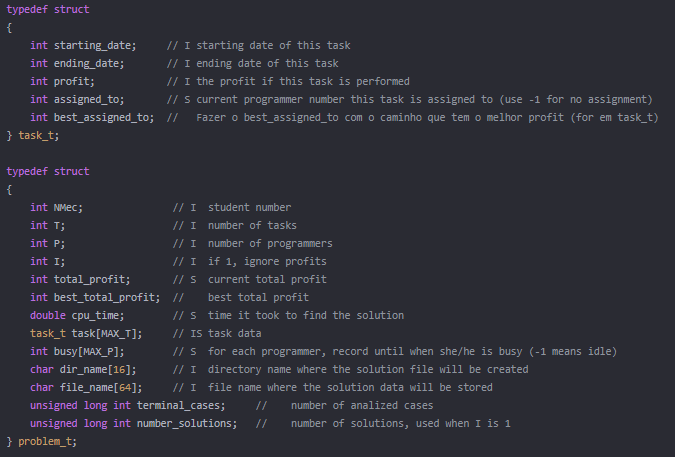 typedef struct
{
    int starting_date;     // I starting date of this task
    int ending_date;       // I ending date of this task
    int profit;            // I the profit if this task is performed
    int assigned_to;       // S current programmer number this task is assigned to (use -1 for no assignment)
    int best_assigned_to;  //   Fazer o best_assigned_to com o caminho que tem o melhor profit (for em task_t)
} task_t;

typedef struct
{
    int NMec;               // I  student number
    int T;                  // I  number of tasks
    int P;                  // I  number of programmers
    int I;                  // I  if 1, ignore profits
    int total_profit;       // S  current total profit
    int best_total_profit;  //    best total profit
    double cpu_time;        // S  time it took to find the solution
    task_t task[MAX_T];     // IS task data
    int busy[MAX_P];        // S  for each programmer, record until when she/he is busy (-1 means idle)
    char dir_name[16];      // I  directory name where the solution file will be created
    char file_name[64];     // I  file name where the solution data will be stored
    unsigned long int terminal_cases;     //    number of analized cases
    unsigned long int number_solutions;   //    number of solutions, used when I is 1
} problem_t;